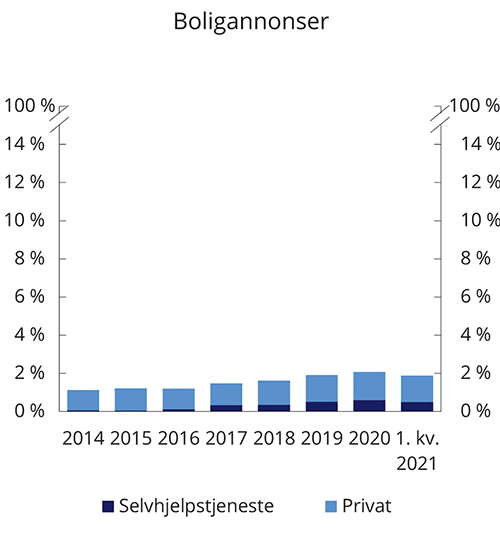 Boligannonser
100 % 100 %
14 % 14 %
12 % 12 %
10 % 10 %
8 % 8 %
6 % 6 %
4 % 4 %
2 % 2 %
0 % 0 %
2014 2015 2016 2017 2018 2019 2020 1. kv.
2021
Selvhjelpstjeneste Privat